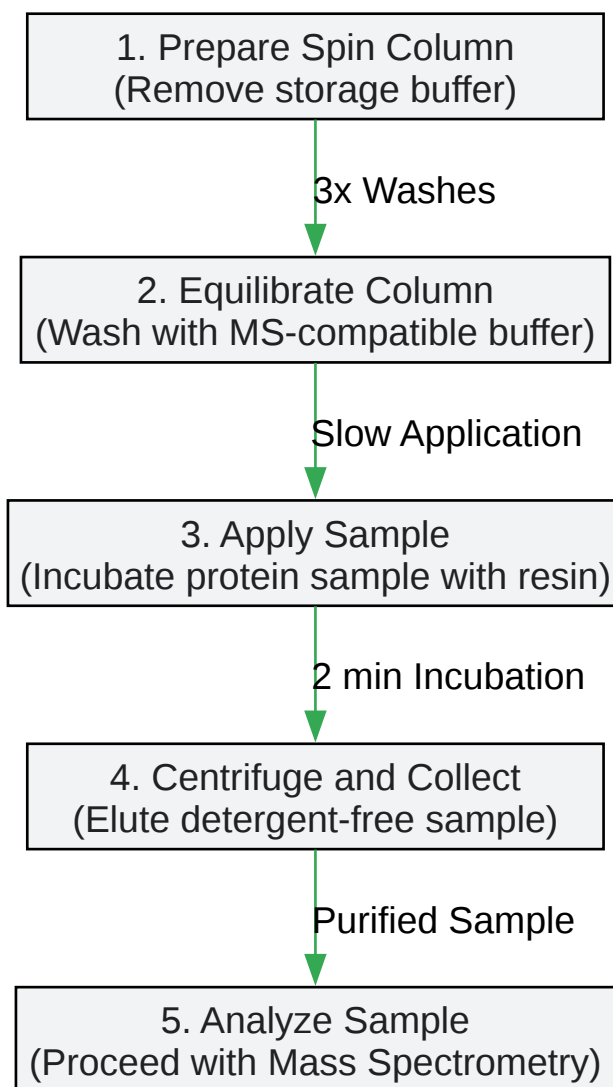 1. Prepare Spin Column
(Remove storage buffer)
3x Washes
2. Equilibrate Column
(Wash with MS-compatible buffer)
Slow Application
3. Apply Sample
(Incubate protein sample with resin)
2 min Incubation
4. Centrifuge and Collect
(Elute detergent-free sample)
Purified Sample
5. Analyze Sample
(Proceed with Mass Spectrometry)